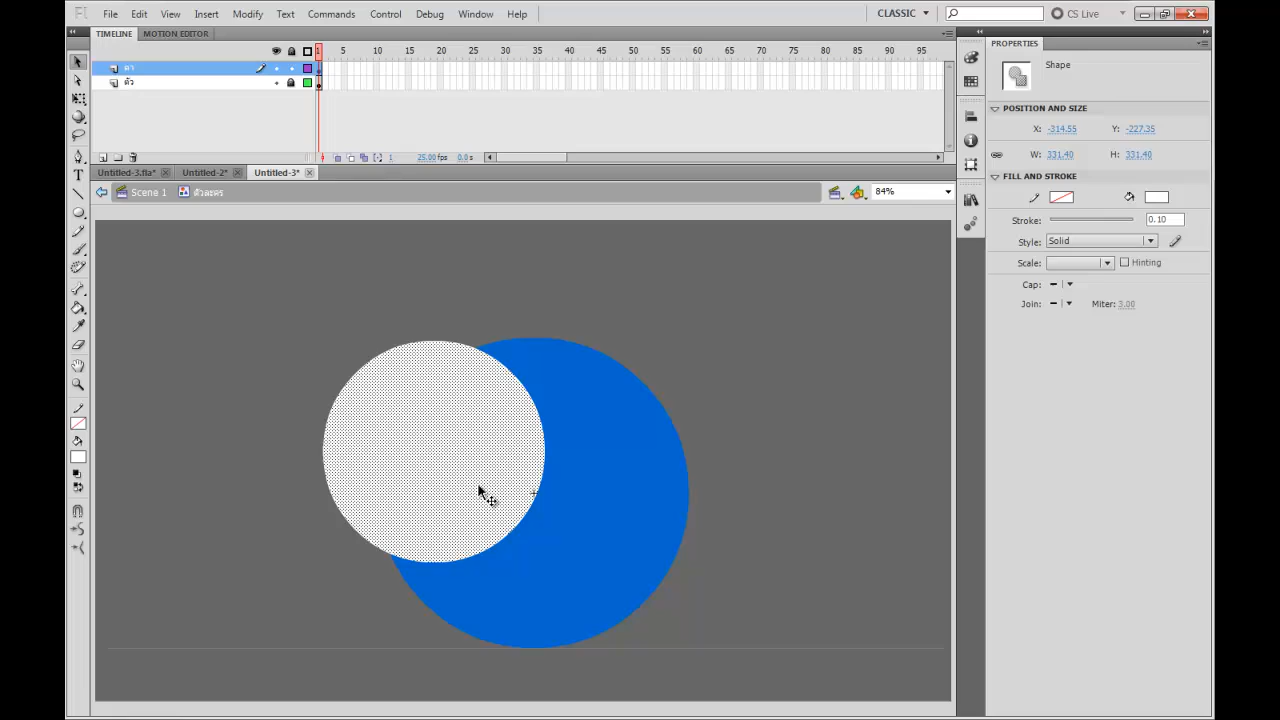 File Edit View Insert Modify Text Commands Control Debug Window Help CLASSIC CS Live
TIMELINE MOTION EDITOR
PROPERTIES
1 5 10 15 20 25 30 35 40 45 50 55 60 65 70 75 80 85 90 95
ตา
ตัว
1 25.00 fps 0.0 s
Untitled-3.fla* Untitled-2* Untitled-3*
Scene 1 ตัวละคร 84%
Shape
POSITION AND SIZE
X: -314.55 Y: -227.35
W: 331.40 H: 331.40
FILL AND STROKE
Stroke: 0.10
Style: Solid
Scale: Hinting
Cap:
Join: Miter: 3.00